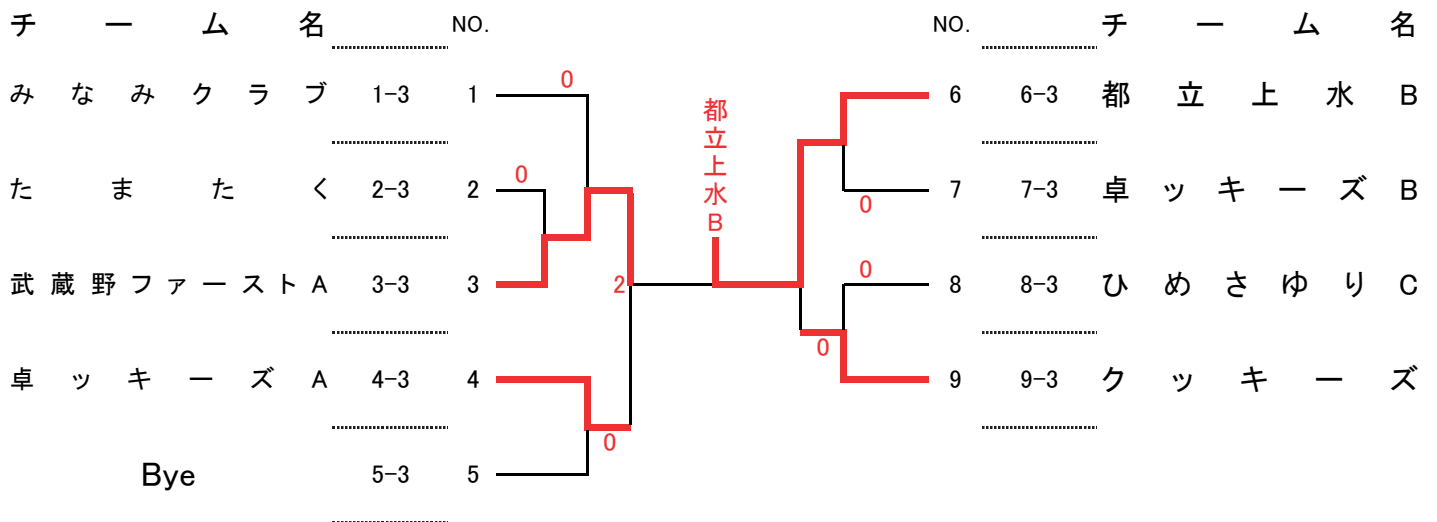 チーム名 NO. NO. チーム名
みなみクラブ 1-3 1 0 6 6-3 都立上水B
都立上水B
たまたく 2-3 2 0 7 7-3 卓ッキーズB
0
武蔵野ファーストA 3-3 3 2 0 8 8-3 ひめさゆりC
0
卓ッキーズA 4-3 4 9 9-3 クッキーズ
0
Bye 5-3 5